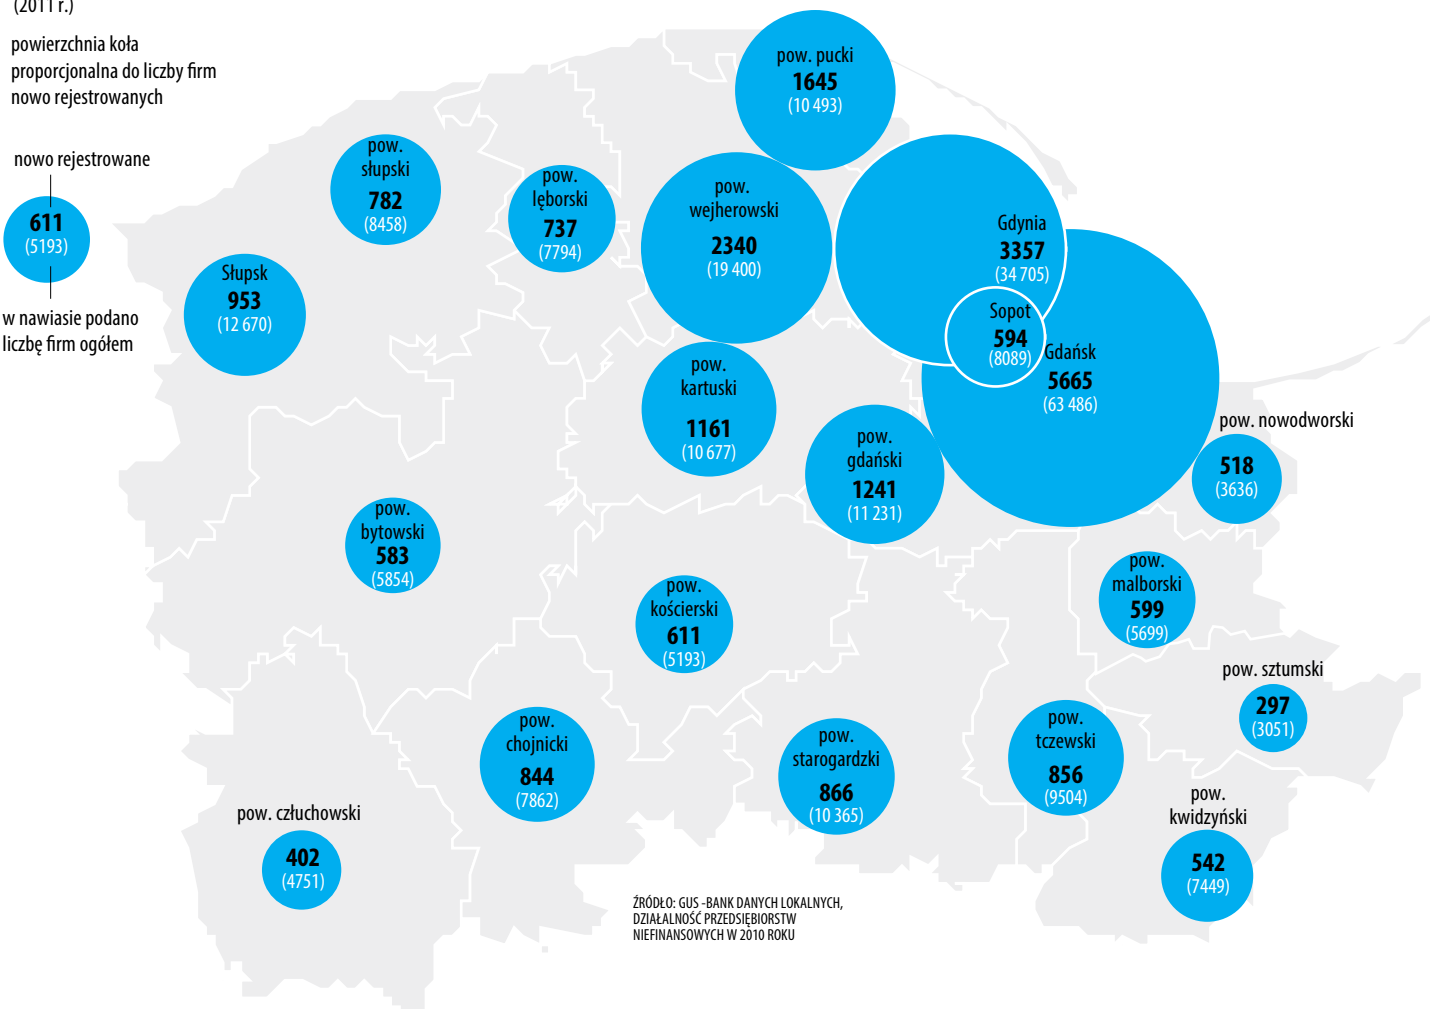 (2011 r.)
powierzchnia koła
proporcjonalna do liczby firm
nowo rejestrowanych
nowo rejestrowane
611
(5193)
w nawiasie podano
liczbę firm ogółem
pow. pucki
1645
(10 493)
pow.
słupski
782
(8458)
pow.
lęborski
737
(7794)
pow.
wejherowski
2340
(19 400)
Gdynia
3357
(34 705)
Słupsk
953
(12 670)
Sopot
594
(8089)
Gdańsk
5665
(63 486)
pow.
kartuski
1161
(10 677)
pow.
gdański
1241
(11 231)
pow. nowodworski
518
(3636)
pow.
bytowski
583
(5854)
pow.
kościerski
611
(5193)
pow.
malborski
599
(5699)
pow. sztumski
297
(3051)
pow.
chojnicki
844
(7862)
pow.
starogardzki
866
(10 365)
pow.
tczewski
856
(9504)
pow.
kwidzyński
542
(7449)
pow. człuchowski
402
(4751)
ŹRÓDŁO: GUS -BANK DANYCH LOKALNYCH,
DZIAŁALNOŚĆ PRZEDSIĘBIORSTW
NIEFINANSOWYCH W 2010 ROKU